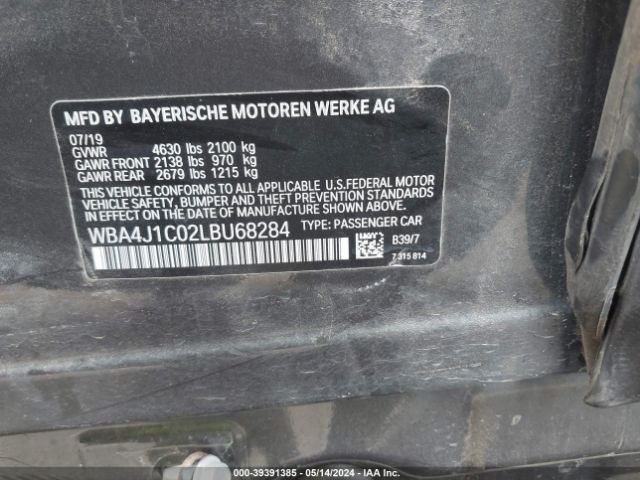 MFD BY BAYERISCHE MOTOREN WERKE AG
07/19
GVWR 4630 lbs 2100 kg
GAWR FRONT 2138 lbs 970 kg
GAWR REAR 2679 lbs 1215 kg
THIS VEHICLE CONFORMS TO ALL APPLICABLE U.S.FEDERAL MOTOR
VEHICLE SAFETY, BUMPER AND THEFT PREVENTION STANDARDS IN
EFFECT ON THE DATE OF MANUFACTURE SHOWN ABOVE.
WBA4J1C02LBU68284 TYPE: PASSENGER CAR
B39/7
7 315 814
000-39391385 - 05/14/2024 - IAA Inc.